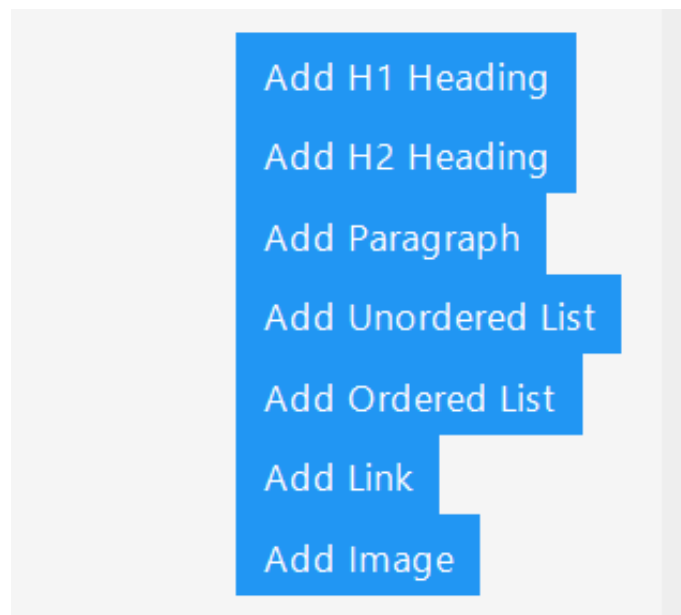 Add H1 Heading
Add H2 Heading
Add Paragraph
Add Unordered List
Add Ordered List
Add Link
Add Image